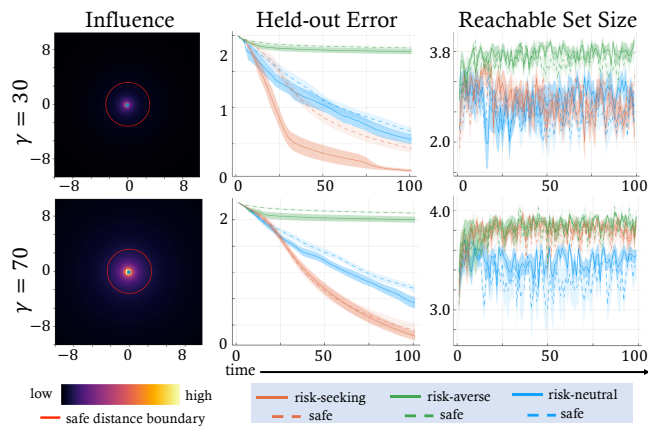 Influence Held-out Error Reachable Set Size
γ = 30
8
0
−8
−8 0 8
2
1
0
0 50 100
3.8
2.0
0 50 100
γ = 70
8
0
−8
−8 0 8
2
0
0 50 100
4.0
3.0
0 50 100
time
low high
safe distance boundary
risk-seeking risk-averse risk-neutral
safe safe safe